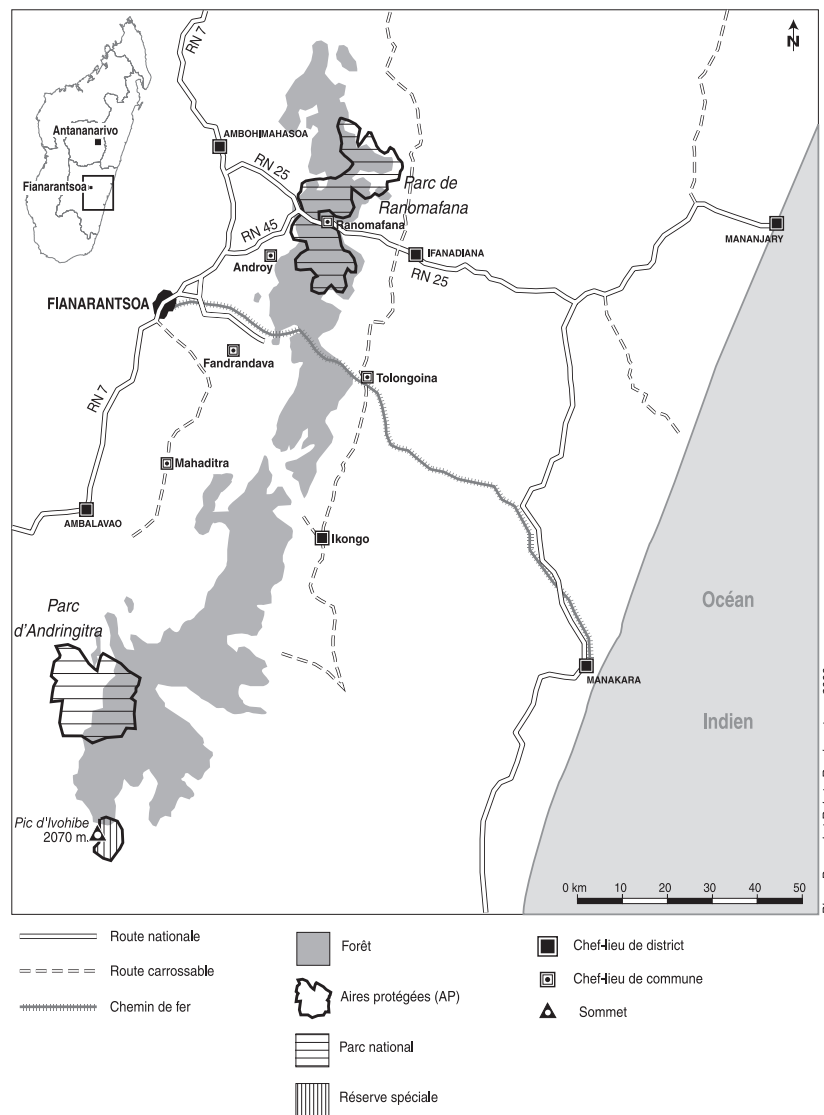 N
RN 7
Antananarivo
Fianarantsoa
AMBOHIMAHASOA
RN 25
Parc de
Ranomafana
Ranomafana
RN 45
Androy
IFANADIANA
RN 25
MANANJARY
FIANARANTSOA
Fandrandava
Tolongoina
RN 7
Mahaditra
AMBALAVAO
Ikongo
Parc
d'Andringitra
Océan
Indien
MANAKARA
Pic d'Ivohibe
2070 m.
0 km 10 20 30 40 50
Route nationale
Route carrossable
Chemin de fer
Forêt
Aires protégées (AP)
Parc national
Réserve spéciale
Chef-lieu de district
Chef-lieu de commune
Sommet